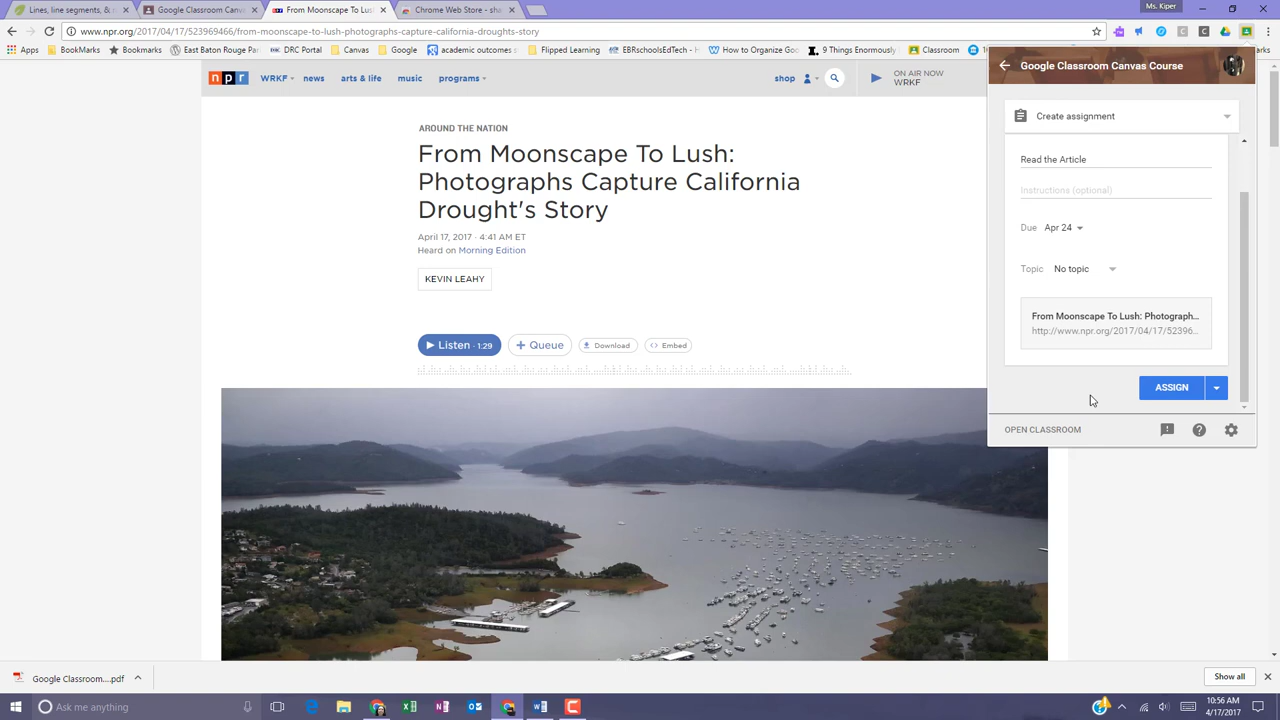 Lines, line segments, &
Google Classroom Canvas
From Moonscape To Lush
Chrome Web Store - shar
Ms. Kiper
www.npr.org/2017/04/17/523969466/from-moonscape-to-lush-photographs-capture-california-droughts-story
BookMarks
Bookmarks
East Baton Rouge Par
DRC Portal
Canvas
Google
academic outcomes
EBRschoolsEdTech - H
How to Organize Goo
9 Things Enormously
Classroom
npr
WRKF
news
arts & life
music
programs
shop
ON AIR NOW
WRKF
AROUND THE NATION
From Moonscape To Lush:
Photographs Capture California
Drought's Story
April 17, 2017 · 4:41 AM ET
Heard on Morning Edition
KEVIN LEAHY
Listen · 1:29
Queue
Download
Embed
Google Classroom Canvas Course
Create assignment
Read the Article
Instructions (optional)
Due Apr 24
Topic No topic
From Moonscape To Lush: Photograph...
http://www.npr.org/2017/04/17/52396...
ASSIGN
OPEN CLASSROOM
Google Classroom....pdf
Show all
Ask me anything
10:56 AM
4/17/2017